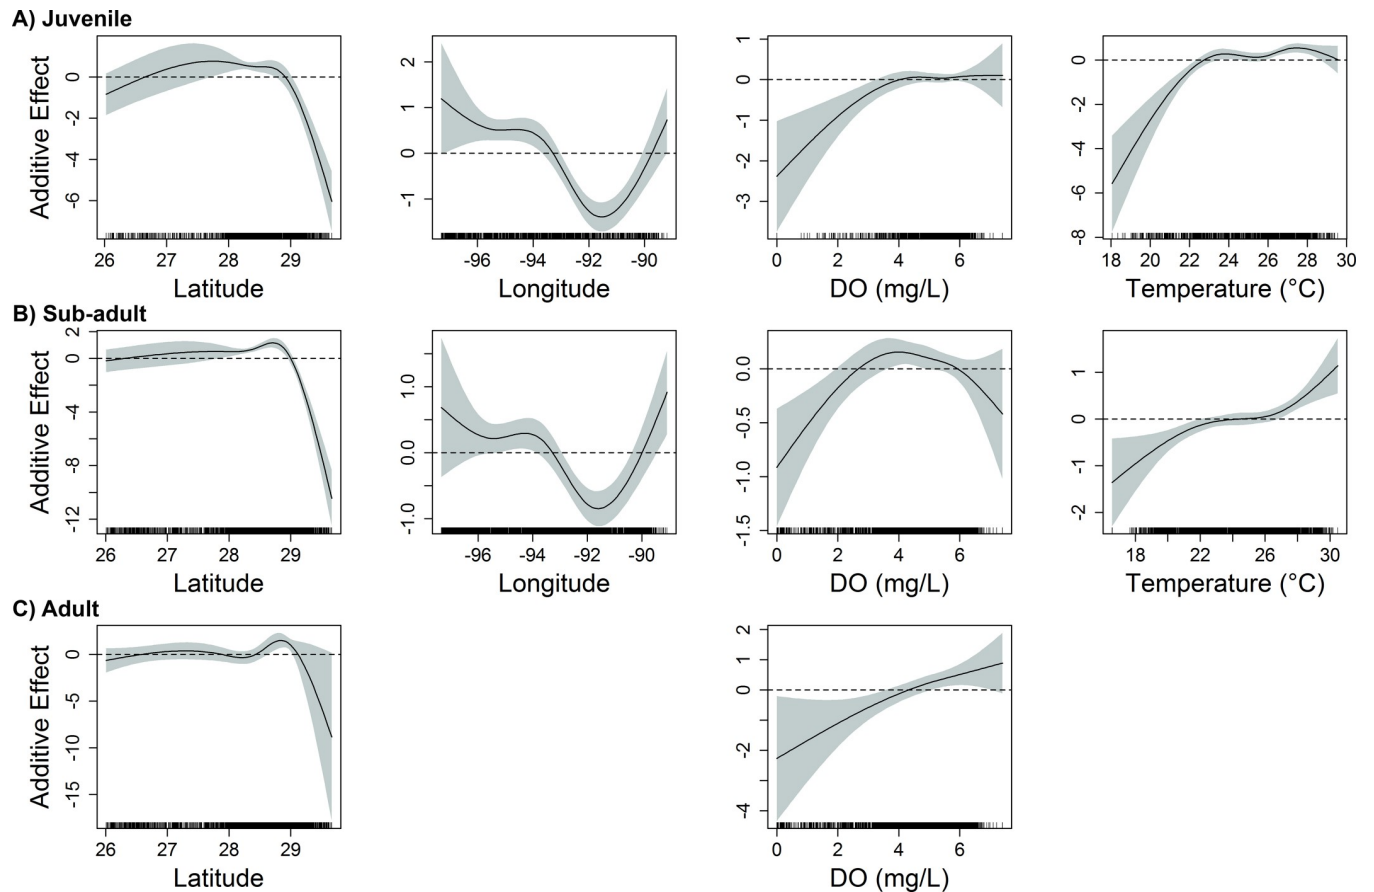 A) Juvenile
Additive Effect
0
-2
-4
-6
26 27 28 29
Latitude
2
1
0
-1
-96 -94 -92 -90
Longitude
1
0
-1
-2
-3
0 2 4 6
DO (mg/L)
0
-2
-4
-6
-8
18 20 22 24 26 28 30
Temperature (°C)
B) Sub-adult
Additive Effect
2
0
-4
-8
-12
26 27 28 29
Latitude
1.0
0.0
-1.0
-96 -94 -92 -90
Longitude
0.0
-0.5
-1.0
-1.5
0 2 4 6
DO (mg/L)
1
0
-1
-2
18 22 26 30
Temperature (°C)
C) Adult
Additive Effect
0
-5
-10
-15
26 27 28 29
Latitude
2
1
0
-2
-4
0 2 4 6
DO (mg/L)